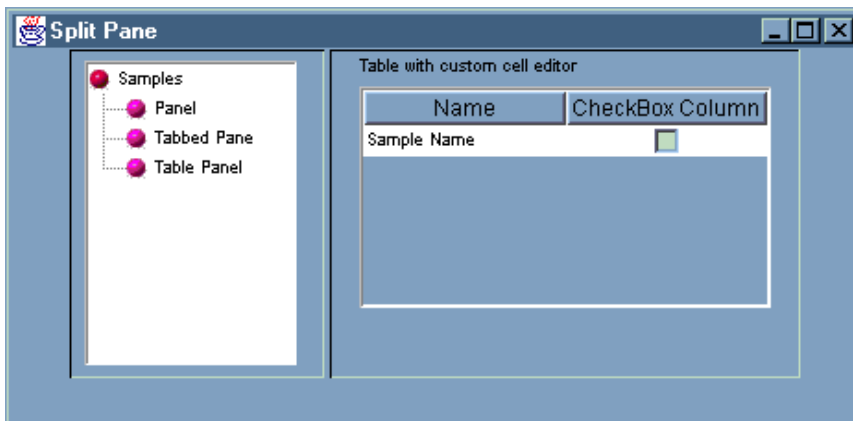 Split Pane
Samples
Panel
Tabbed Pane
Table Panel
Table with custom cell editor
Name CheckBox Column
Sample Name